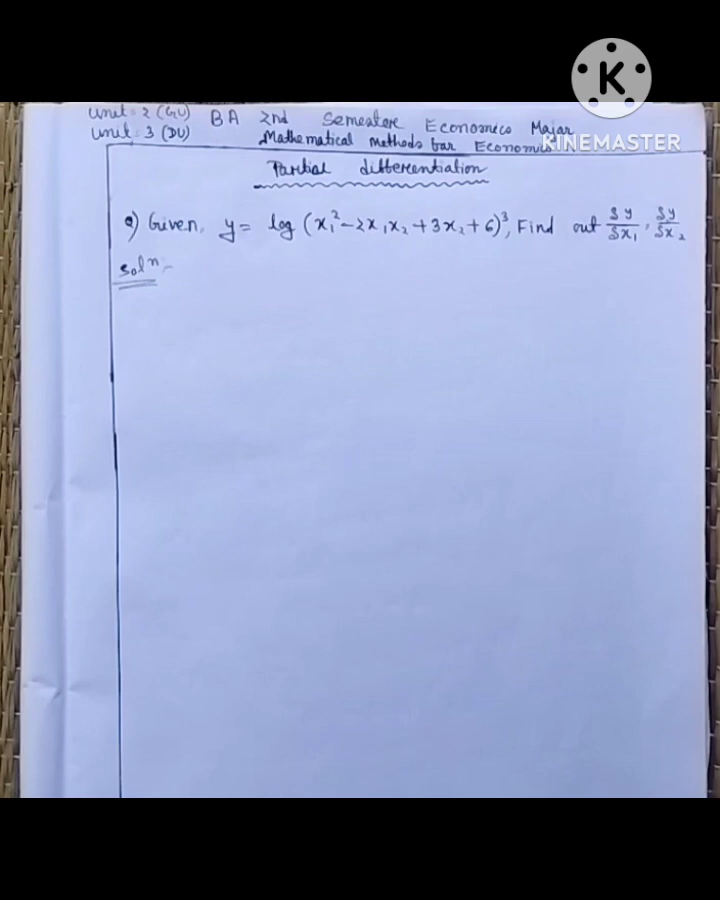 K
KINEMASTER
Unit: 2 (GU) BA 2nd Semester Economics Major
Unit: 3 (DU) Mathematical methods for Economics
Partial differentiation
Q) Given, y = log (x₁² - 2x₁x₂ + 3x₂ + 6)³, Find out δy/δx₁, δy/δx₂
Solⁿ:-